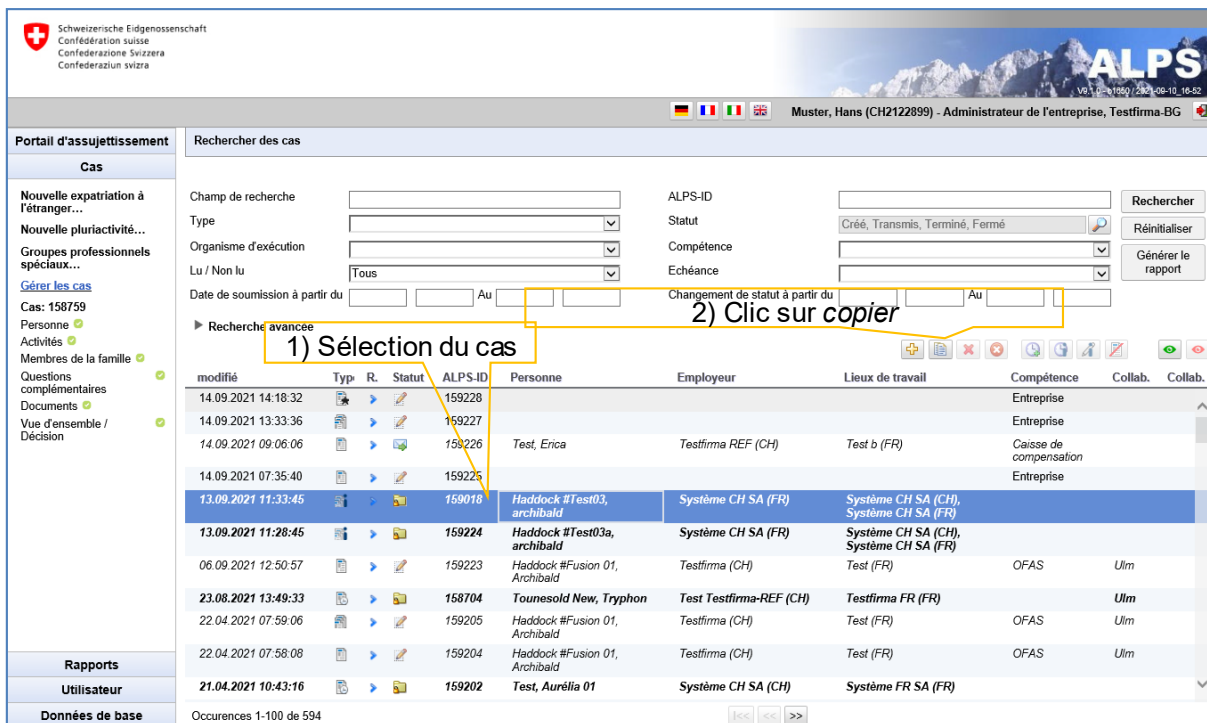 Schweizerische Eidgenossenschaft
Confédération suisse
Confederazione Svizzera
Confederaziun svizra
ALPS
V9.1.0 - b1650 / 2021-09-10_16-52
Muster, Hans (CH2122899) - Administrateur de l'entreprise, Testfirma-BG
Portail d'assujettissement
Rechercher des cas
Cas
Nouvelle expatriation à
l'étranger…
Nouvelle pluriactivité…
Groupes professionnels
spéciaux…
Gérer les cas
Cas: 158759
Personne
Activités
Membres de la famille
Questions
complémentaires
Documents
Vue d'ensemble /
Décision
Rapports
Utilisateur
Données de base
Champ de recherche
ALPS-ID
Rechercher
Type
Statut
Créé, Transmis, Terminé, Fermé
Réinitialiser
Organisme d'exécution
Compétence
Générer le
rapport
Lu / Non lu
Tous
Echéance
Date de soumission à partir du
Au
Changement de statut à partir du
Au
2) Clic sur copier
Recherche avancée
1) Sélection du cas
modifié Typ R. Statut ALPS-ID Personne Employeur Lieux de travail Compétence Collab. Collab.
14.09.2021 14:18:32 159228 Entreprise
14.09.2021 13:33:36 159227 Entreprise
14.09.2021 09:06:06 159226 Test, Erica Testfirma REF (CH) Test b (FR) Caisse de
compensation
14.09.2021 07:35:40 159225 Entreprise
13.09.2021 11:33:45 159018 Haddock #Test03, Système CH SA (FR) Système CH SA (CH),
archibald Système CH SA (FR)
13.09.2021 11:28:45 159224 Haddock #Test03a, Système CH SA (FR) Système CH SA (CH),
archibald Système CH SA (FR)
06.09.2021 12:50:57 159223 Haddock #Fusion 01, Testfirma (CH) Test (FR) OFAS Ulm
Archibald
23.08.2021 13:49:33 158704 Tounesold New, Tryphon Test Testfirma-REF (CH) Testfirma FR (FR) Ulm
22.04.2021 07:59:06 159205 Haddock #Fusion 01, Testfirma (CH) Test (FR) OFAS Ulm
Archibald
22.04.2021 07:58:08 159204 Haddock #Fusion 01, Testfirma (CH) Test (FR) OFAS Ulm
Archibald
21.04.2021 10:43:16 159202 Test, Aurélia 01 Système CH SA (CH) Système FR SA (FR)
Occurences 1-100 de 594
|<< << >>